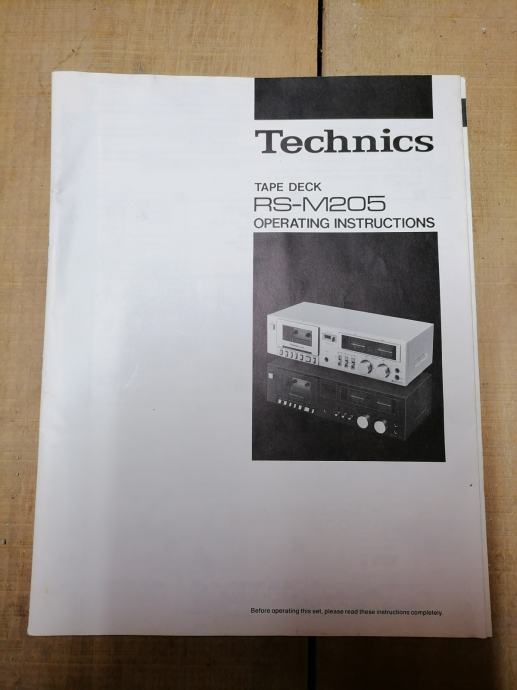 Technics
TAPE DECK
RS-M205
OPERATING INSTRUCTIONS
Before operating this set, please read these instructions completely.